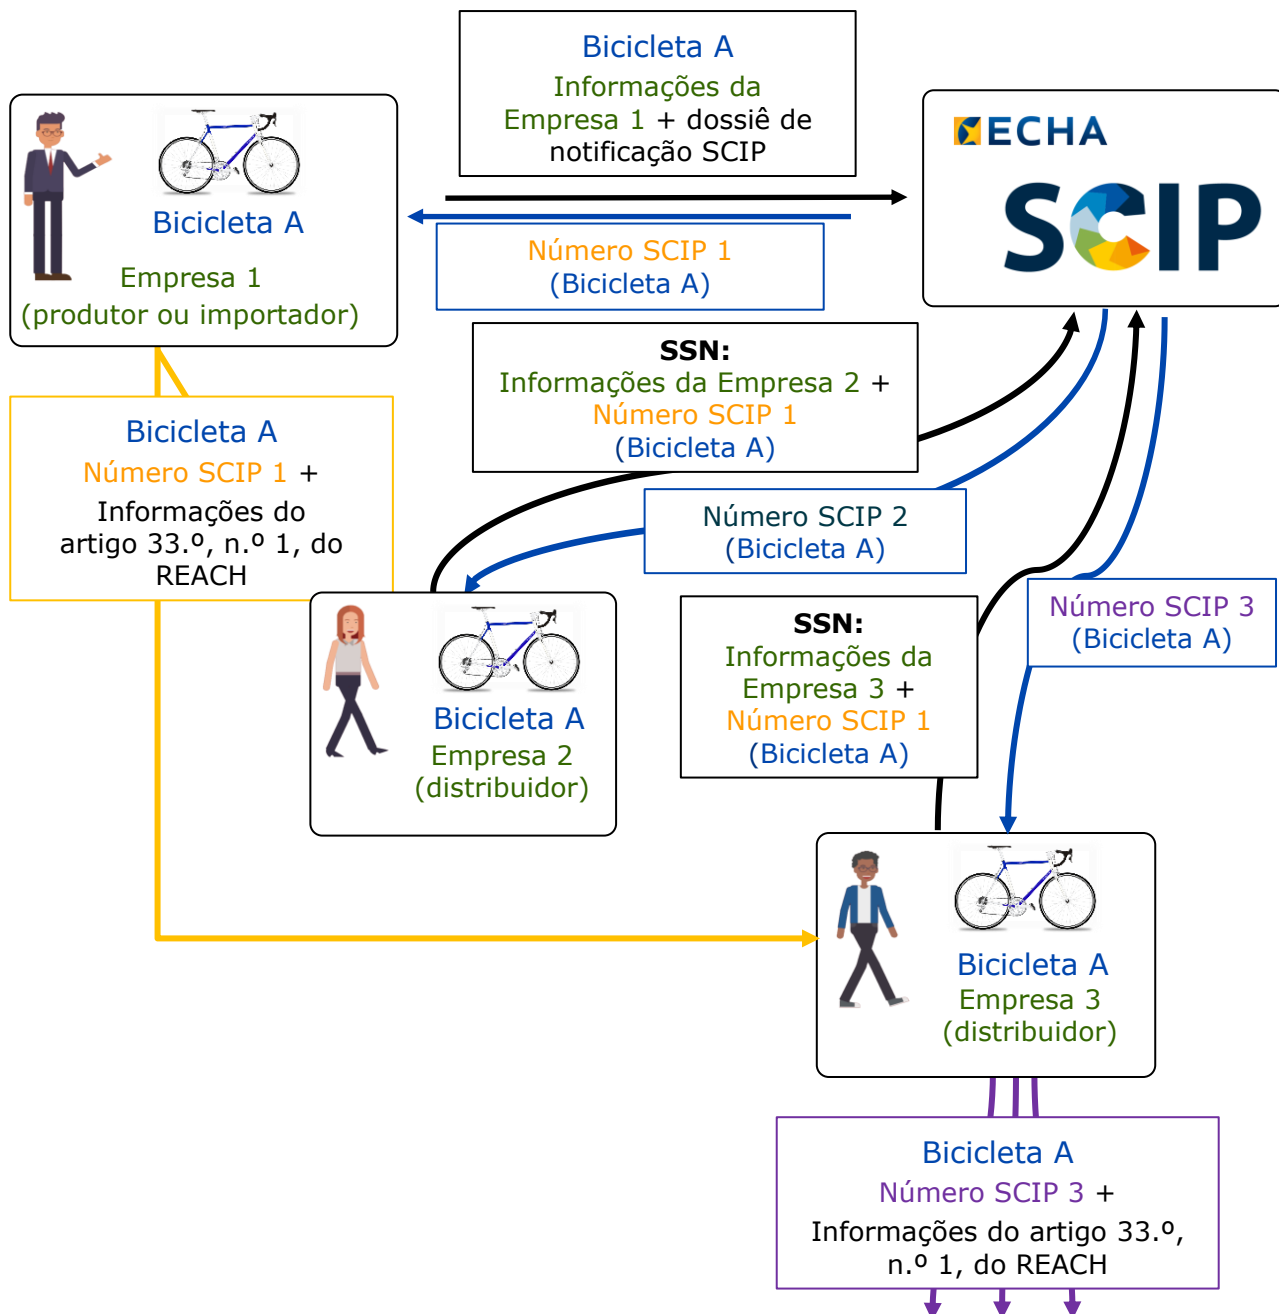 Bicicleta A
Informações da
Empresa 1 + dossiê de
notificação SCIP
ECHA
SCIP
Bicicleta A
Empresa 1
(produtor ou importador)
Número SCIP 1
(Bicicleta A)
SSN:
Informações da Empresa 2 +
Número SCIP 1
(Bicicleta A)
Bicicleta A
Número SCIP 1 +
Informações do
artigo 33.º, n.º 1, do
REACH
Número SCIP 2
(Bicicleta A)
Número SCIP 3
(Bicicleta A)
SSN:
Informações da
Empresa 3 +
Número SCIP 1
(Bicicleta A)
Bicicleta A
Empresa 2
(distribuidor)
Bicicleta A
Empresa 3
(distribuidor)
Bicicleta A
Número SCIP 3 +
Informações do artigo 33.º,
n.º 1, do REACH